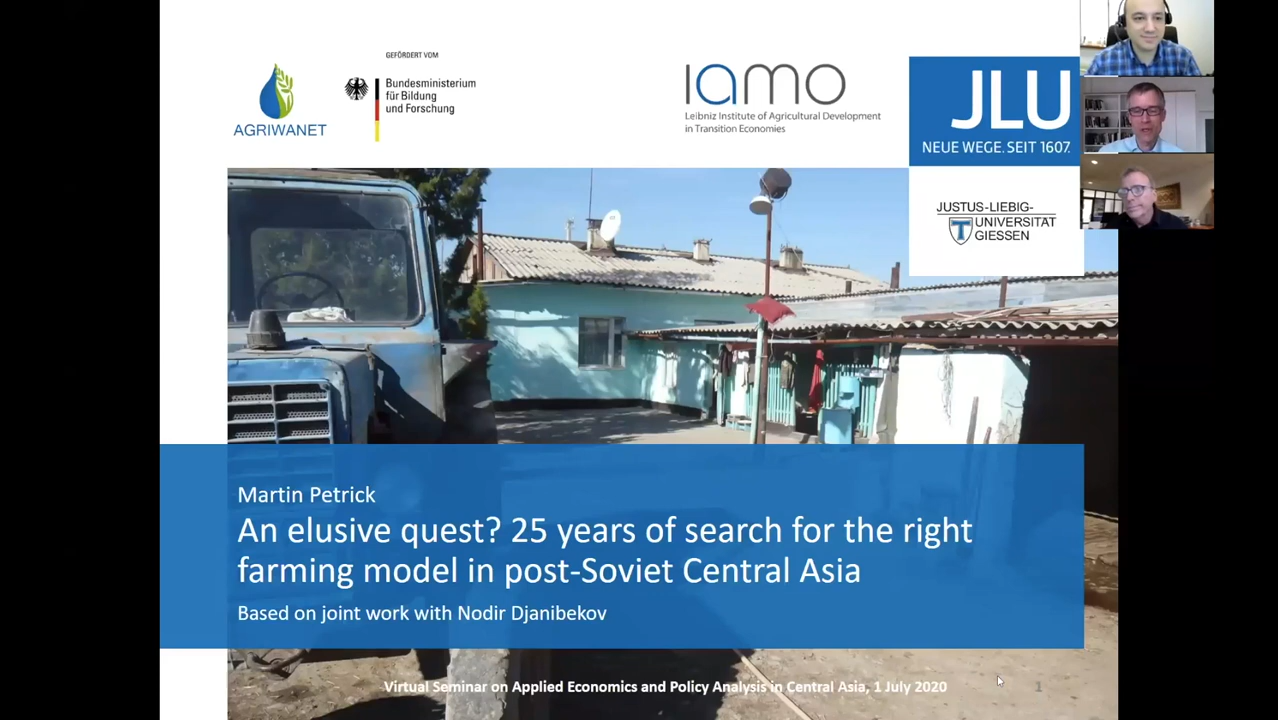 GEFÖRDERT VOM
AGRIWANET
Bundesministerium
für Bildung
und Forschung
iamo
Leibniz Institute of Agricultural Development
in Transition Economies
JLU
NEUE WEGE. SEIT 1607.
JUSTUS-LIEBIG-
UNIVERSITÄT
GIESSEN
Martin Petrick
An elusive quest? 25 years of search for the right
farming model in post-Soviet Central Asia
Based on joint work with Nodir Djanibekov
Virtual Seminar on Applied Economics and Policy Analysis in Central Asia, 1 July 2020
1